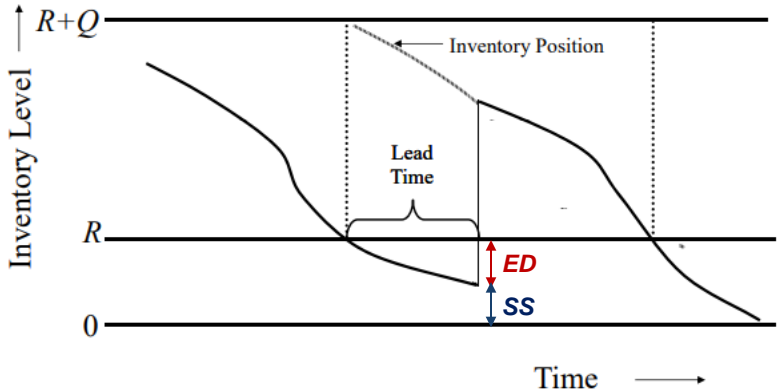 R+Q
Inventory Position
Inventory Level
Lead
Time
R
ED
SS
0
Time